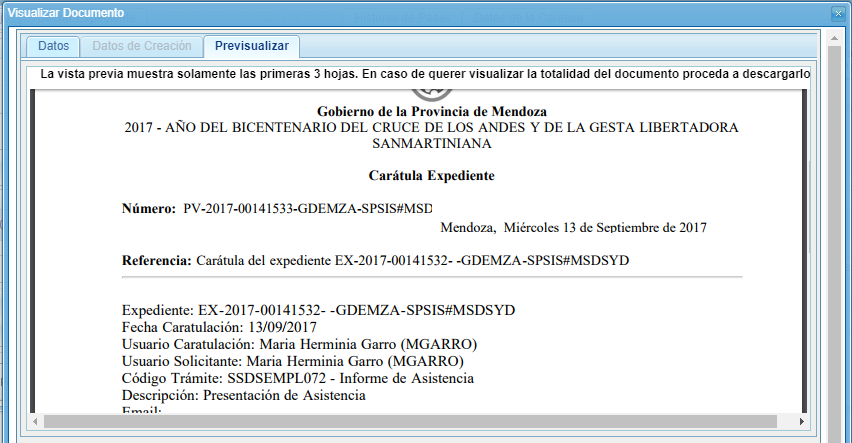 Visualizar Documento
Datos
Datos de Creación
Previsualizar
La vista previa muestra solamente las primeras 3 hojas. En caso de querer visualizar la totalidad del documento proceda a descargarlo
Gobierno de la Provincia de Mendoza
2017 - AÑO DEL BICENTENARIO DEL CRUCE DE LOS ANDES Y DE LA GESTA LIBERTADORA
SANMARTINIANA
Carátula Expediente
Número: PV-2017-00141533-GDEMZA-SPSIS#MSD
Mendoza, Miércoles 13 de Septiembre de 2017
Referencia: Carátula del expediente EX-2017-00141532- -GDEMZA-SPSIS#MSDSYD
Expediente: EX-2017-00141532- -GDEMZA-SPSIS#MSDSYD
Fecha Caratulación: 13/09/2017
Usuario Caratulación: Maria Herminia Garro (MGARRO)
Usuario Solicitante: Maria Herminia Garro (MGARRO)
Código Trámite: SSDSEMPL072 - Informe de Asistencia
Descripción: Presentación de Asistencia
Email: